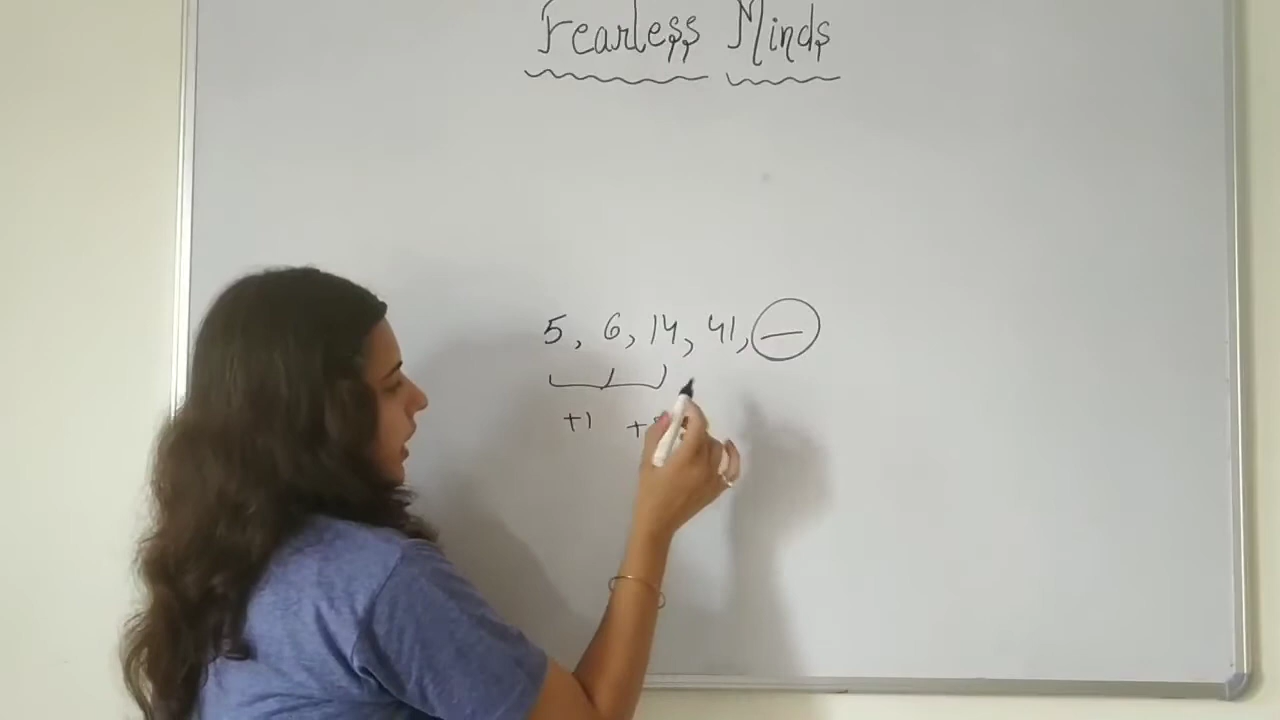 Fearless Minds
5, 6, 14, 41, —
+1 +